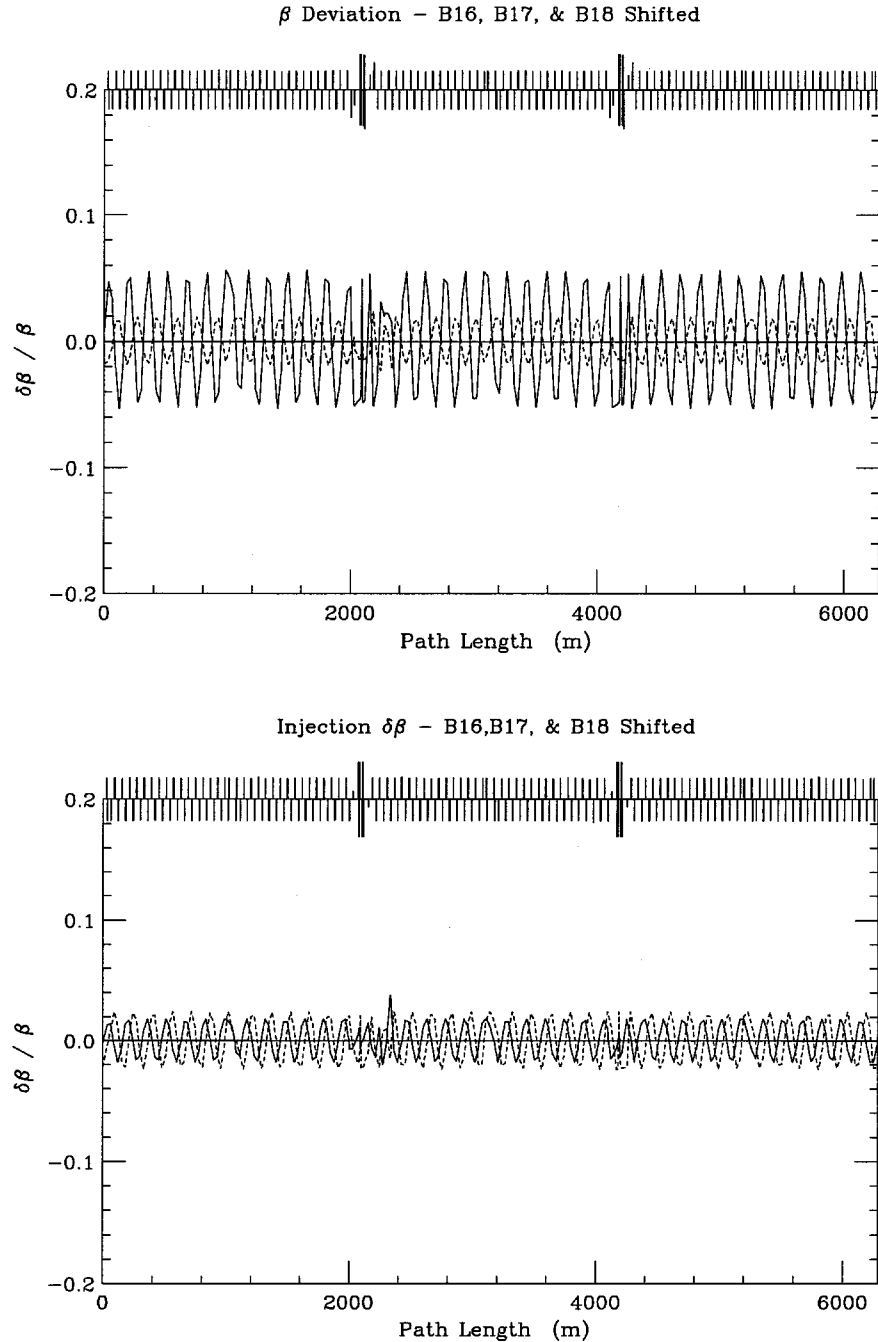 β Deviation − B16, B17, & B18 Shifted
0.2
0.1
0.0
−0.1
−0.2
δβ / β
0 2000 4000 6000
Path Length (m)
Injection δβ − B16,B17, & B18 Shifted
0.2
0.1
0.0
−0.1
−0.2
δβ / β
0 2000 4000 6000
Path Length (m)